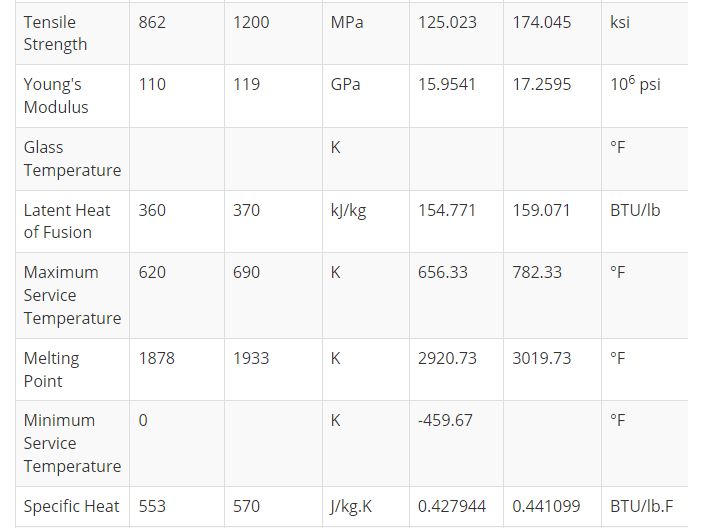 Tensile Strength 862 1200 MPa 125.023 174.045 ksi
Young's Modulus 110 119 GPa 15.9541 17.2595 10⁶ psi
Glass Temperature K °F
Latent Heat of Fusion 360 370 kJ/kg 154.771 159.071 BTU/lb
Maximum Service Temperature 620 690 K 656.33 782.33 °F
Melting Point 1878 1933 K 2920.73 3019.73 °F
Minimum Service Temperature 0 K -459.67 °F
Specific Heat 553 570 J/kg.K 0.427944 0.441099 BTU/lb.F